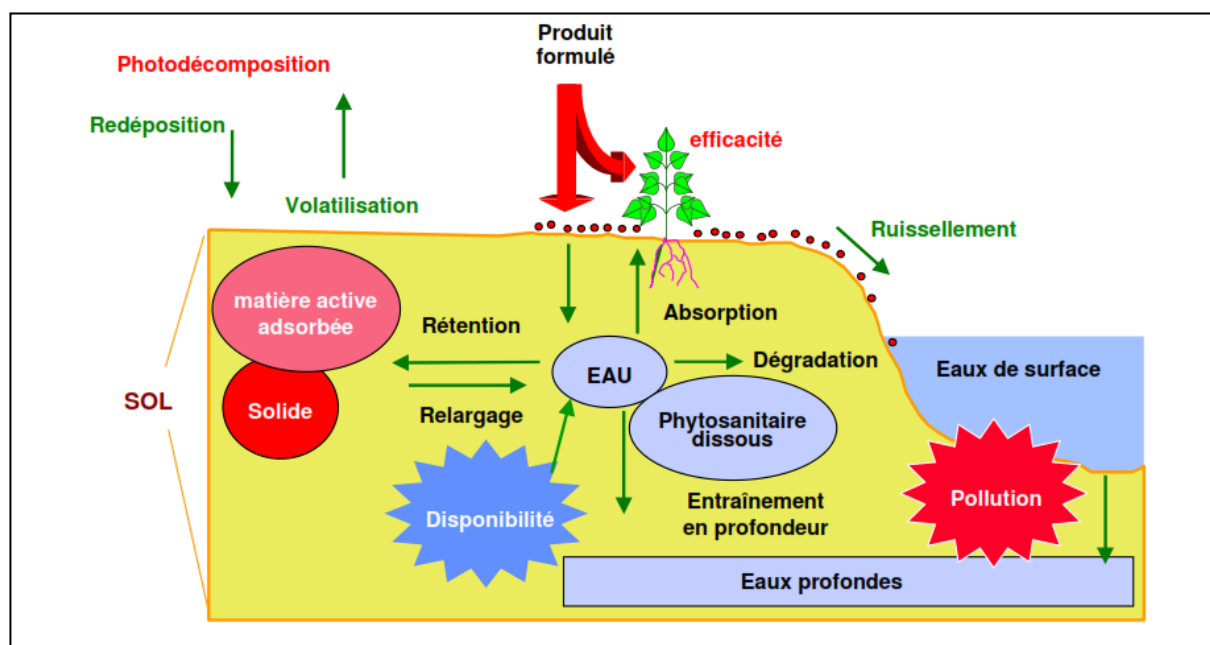 Produit
formulé
Photodécomposition
Redéposition
efficacité
Volatilisation
Ruissellement
matière active
adsorbée
Rétention
Absorption
EAU
Dégradation
Eaux de surface
SOL
Solide
Relargage
Phytosanitaire
dissous
Disponibilité
Entraînement
en profondeur
Pollution
Eaux profondes